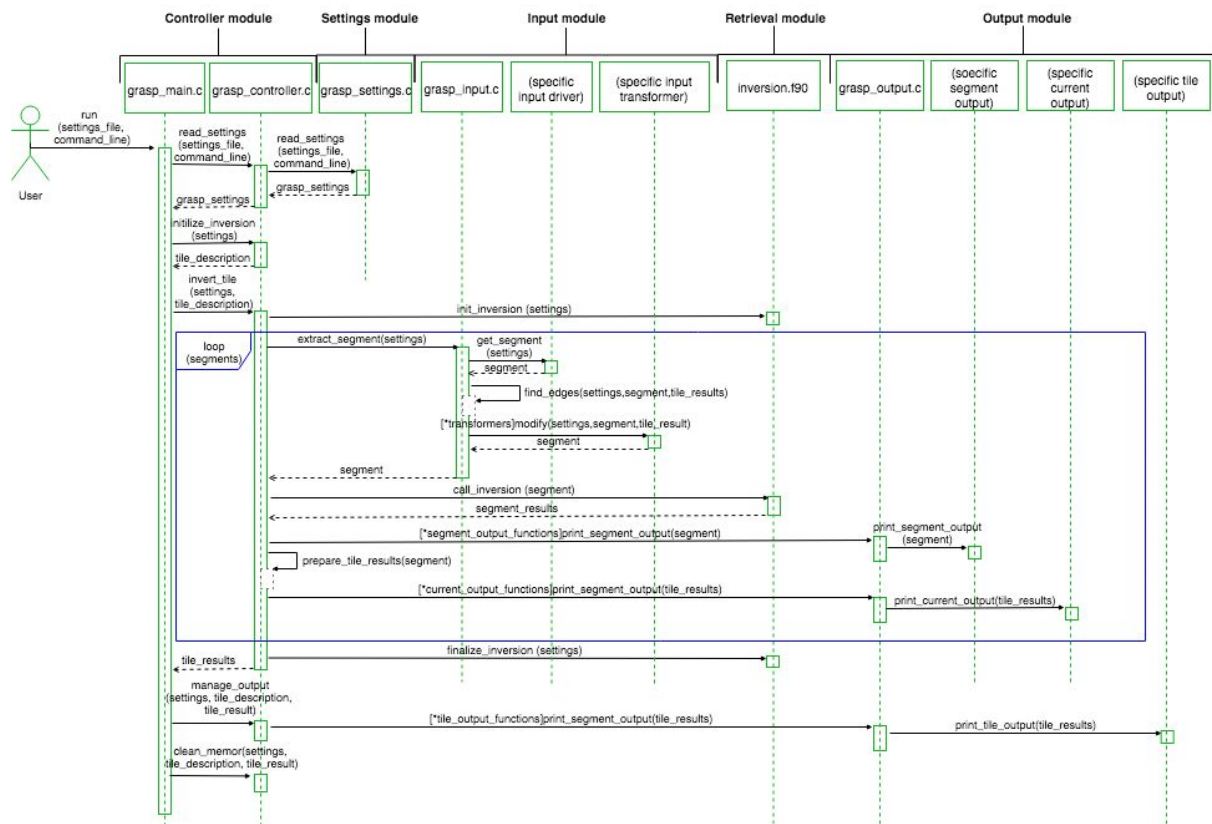 Controller module
Settings module
Input module
Retrieval module
Output module
grasp_main.c
grasp_controller.c
grasp_settings.c
grasp_input.c
(specific
input driver)
(specific input
transformer)
inversion.f90
grasp_output.c
(soecific
segment
output)
(specific
current
output)
(specific tile
output)
User
run
(settings_file,
command_line)
read_settings
(settings_file,
command_line)
read_settings
(settings_file,
command_line)
grasp_settings
grasp_settings
initilize_inversion
(settings)
tile_description
invert_tile
(settings,
tile_description)
init_inversion (settings)
loop
(segments)
extract_segment(settings)
get_segment
(settings)
segment
find_edges(settings,segment,tile_results)
[*transformers]modify(settings,segment,tile_result)
segment
segment
call_inversion (segment)
segment_results
[*segment_output_functions]print_segment_output(segment)
print_segment_output
(segment)
prepare_tile_results(segment)
[*current_output_functions]print_segment_output(tile_results)
print_current_output(tile_results)
finalize_inversion (settings)
tile_results
manage_output
(settings, tile_description,
tile_result)
[*tile_output_functions]print_segment_output(tile_results)
print_tile_output(tile_results)
clean_memor(settings,
tile_description, tile_result)